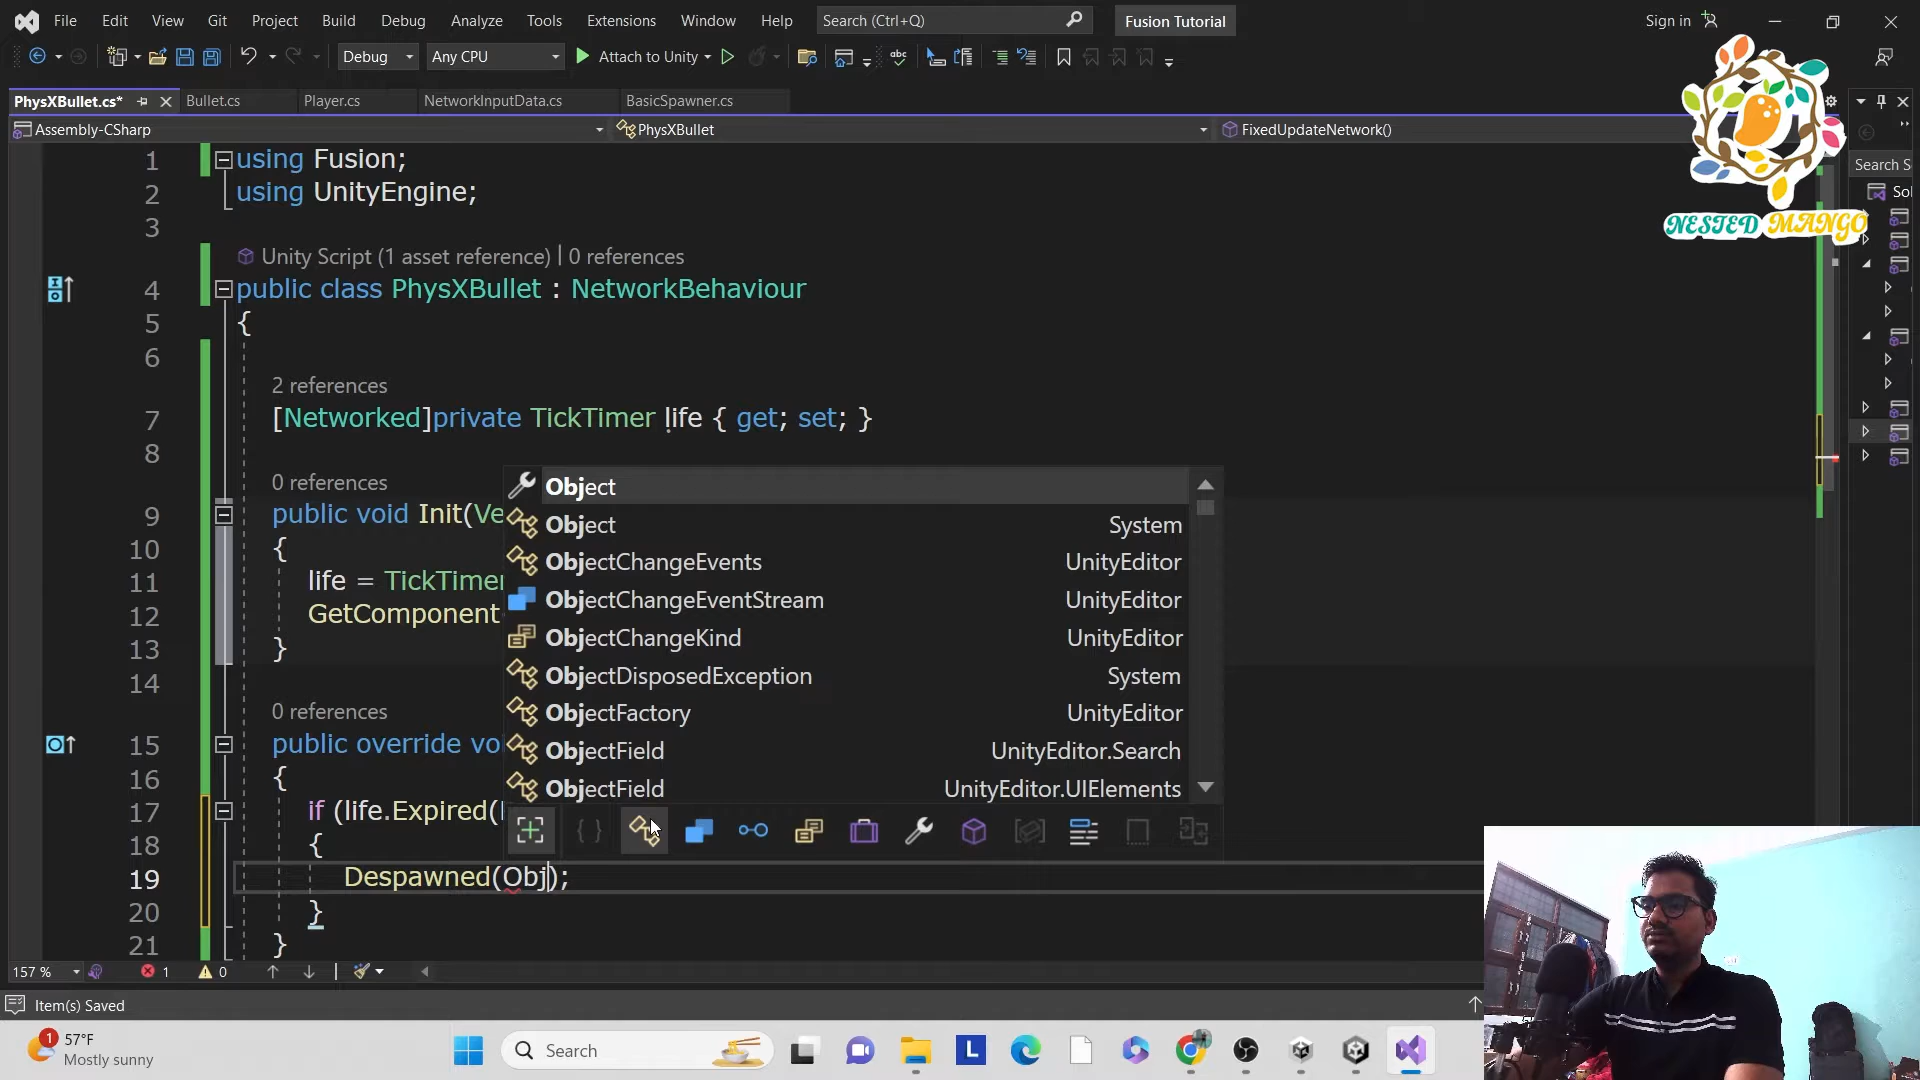 File Edit View Git Project Build Debug Analyze Tools Extensions Window Help Search (Ctrl+Q) Fusion Tutorial Sign in
Debug Any CPU Attach to Unity
PhysXBullet.cs* Bullet.cs Player.cs NetworkInputData.cs BasicSpawner.cs
Assembly-CSharp PhysXBullet FixedUpdateNetwork()
NESTED MANGO
Search S
Sol
1 using Fusion;
2 using UnityEngine;
3
Unity Script (1 asset reference) | 0 references
4 public class PhysXBullet : NetworkBehaviour
5 {
6
2 references
7 [Networked]private TickTimer life { get; set; }
8
0 references
9 public void Init(Ve
10 {
11 life = TickTimer
12 GetComponent
13 }
14
0 references
15 public override vo
16 {
17 if (life.Expired(
18 {
19 Despawned(Obj);
20 }
21 }
Object
Object System
ObjectChangeEvents UnityEditor
ObjectChangeEventStream UnityEditor
ObjectChangeKind UnityEditor
ObjectDisposedException System
ObjectFactory UnityEditor
ObjectField UnityEditor.Search
ObjectField UnityEditor.UIElements
157 % 1 0
Item(s) Saved
1 57°F
Mostly sunny
Search
L